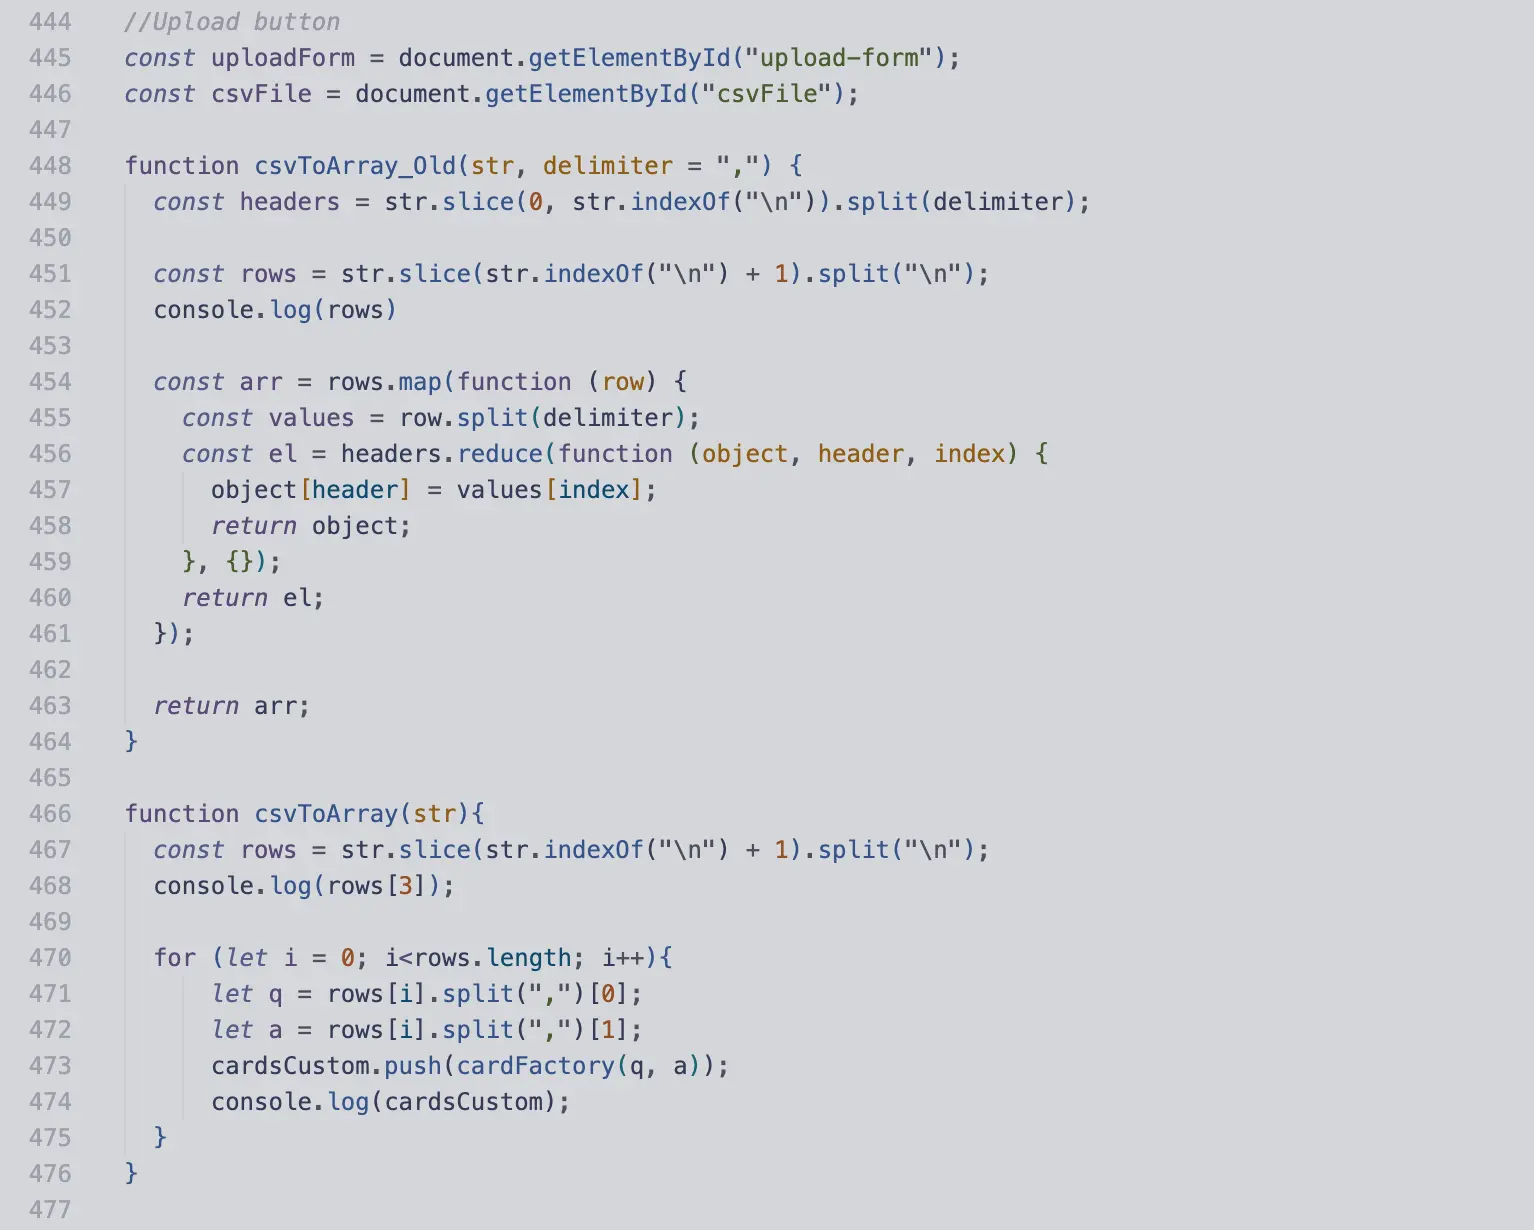 444 //Upload button
445 const uploadForm = document.getElementById("upload-form");
446 const csvFile = document.getElementById("csvFile");
447
448 function csvToArray_Old(str, delimiter = ",") {
449   const headers = str.slice(0, str.indexOf("\n")).split(delimiter);
450
451   const rows = str.slice(str.indexOf("\n") + 1).split("\n");
452   console.log(rows)
453
454   const arr = rows.map(function (row) {
455     const values = row.split(delimiter);
456     const el = headers.reduce(function (object, header, index) {
457       object[header] = values[index];
458       return object;
459     }, {});
460     return el;
461   });
462
463   return arr;
464 }
465
466 function csvToArray(str){
467   const rows = str.slice(str.indexOf("\n") + 1).split("\n");
468   console.log(rows[3]);
469
470   for (let i = 0; i<rows.length; i++){
471       let q = rows[i].split(",")[0];
472       let a = rows[i].split(",")[1];
473       cardsCustom.push(cardFactory(q, a));
474       console.log(cardsCustom);
475   }
476 }
477